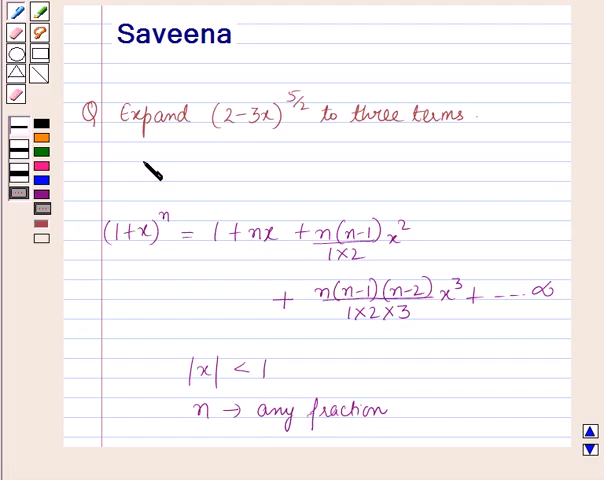 Saveena
Q Expand (2-3x)^5/2 to three terms.
(1+x)^n = 1 + nx + n(n-1)/1×2 x^2
+ n(n-1)(n-2)/1×2×3 x^3 + ---- ∞
|x| < 1
n → any fraction